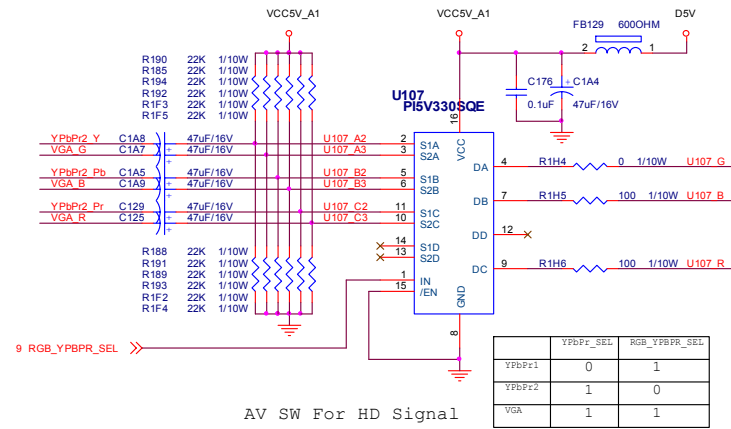 VCC5V_A1
VCC5V_A1
D5V
FB129 600OHM
2 1
R190 22K 1/10W
R185 22K 1/10W
R194 22K 1/10W
R192 22K 1/10W
R1F3 22K 1/10W
R1F5 22K 1/10W
C176
0.1uF
+ C1A4
47uF/16V
U107
PI5V330SQE
16
VCC
YPbPr2_Y C1A8 47uF/16V U107_A2 2 S1A
VGA_G C1A7 + 47uF/16V U107_A3 3 S2A
DA 4 R1H4 0 1/10W U107_G
YPbPr2_Pb C1A5 + 47uF/16V U107_B2 5 S1B
VGA_B C1A9 + 47uF/16V U107_B3 6 S2B
DB 7 R1H5 100 1/10W U107_B
YPbPr2_Pr C129 + 47uF/16V U107_C2 11 S1C
VGA_R C125 + 47uF/16V U107_C3 10 S2C
+
DD 12
14 S1D
13 S2D
DC 9 R1H6 100 1/10W U107_R
1 IN
15 /EN
GND
8
R188 22K 1/10W
R191 22K 1/10W
R189 22K 1/10W
R193 22K 1/10W
R1F2 22K 1/10W
R1F4 22K 1/10W
9 RGB_YPBPR_SEL
YPbPr_SEL RGB_YPBPR_SEL
YPbPr1 0 1
YPbPr2 1 0
VGA 1 1
AV SW For HD Signal